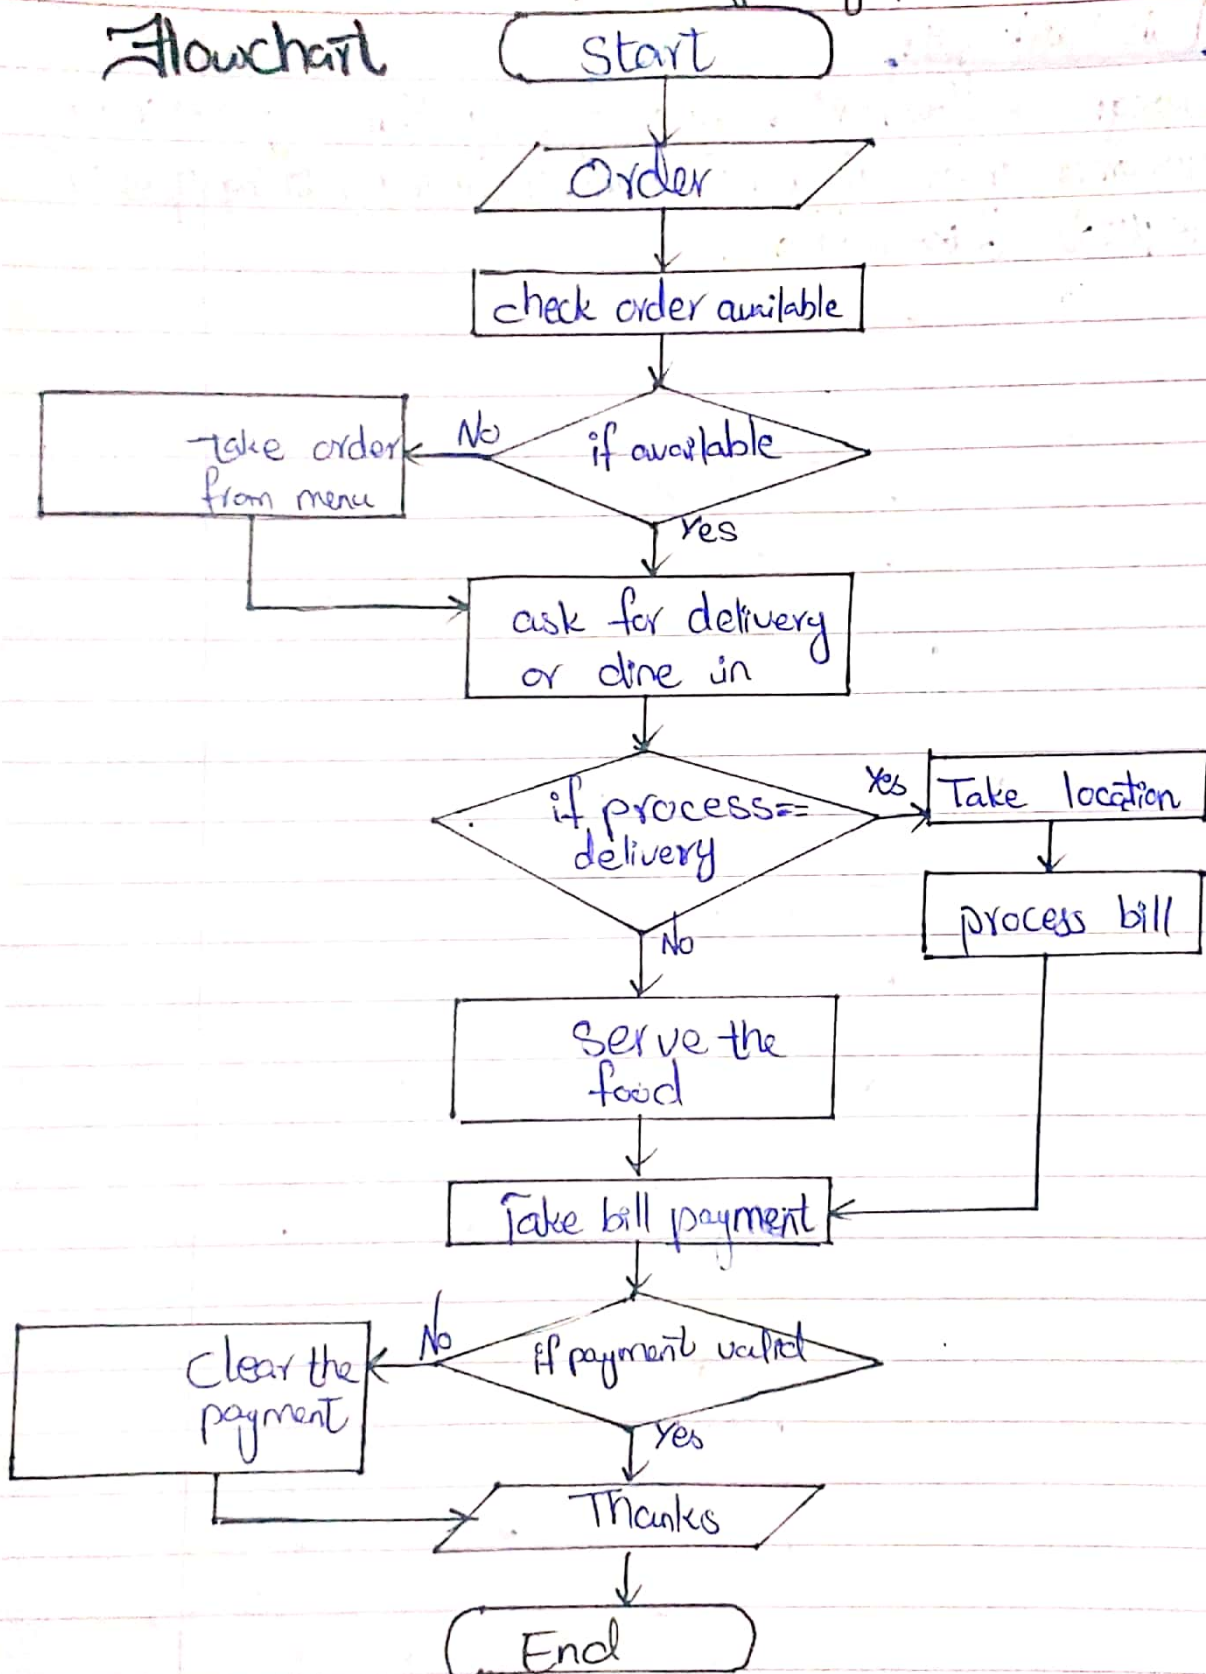 Flowchart
Start
Order
check order available
if available
No
Take order
from menu
Yes
ask for delivery
or dine in
if process==
delivery
Yes
Take location
process bill
No
Serve the
food
Take bill payment
if payment valid
No
Clear the
payment
Yes
Thanks
End